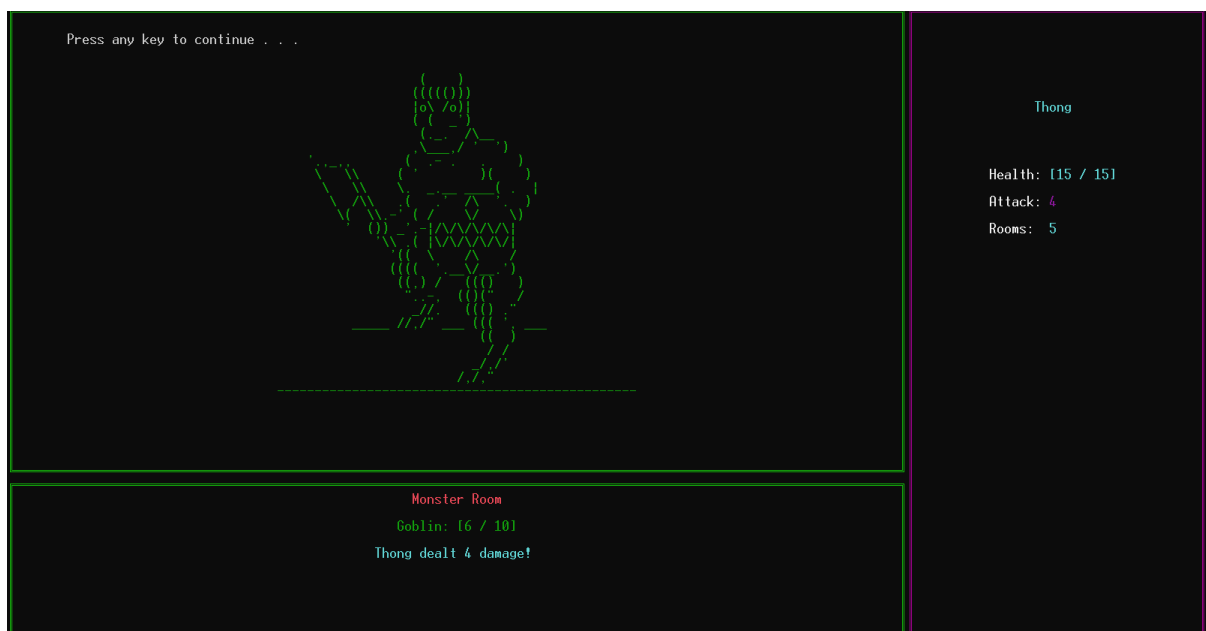 Press any key to continue . . .
Thong
Health: [15 / 15]
Attack: 4
Rooms: 5
Monster Room
Goblin: [6 / 10]
Thong dealt 4 damage!